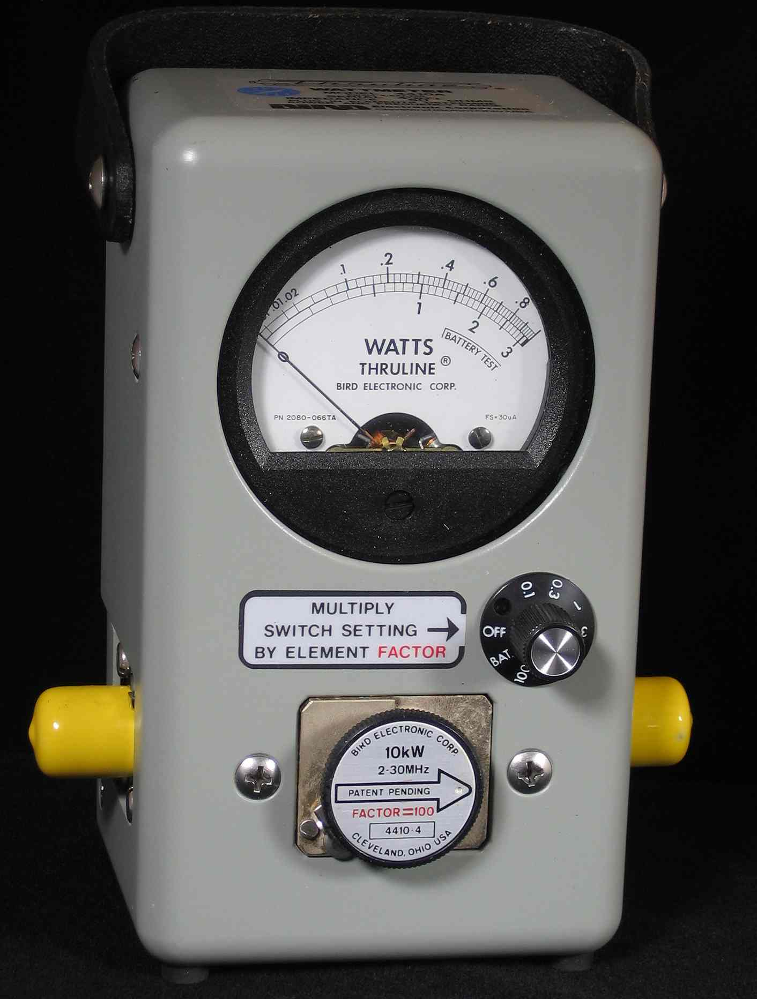 WATTMETER
.01 .02 .1 .2 .4 .6 .8
1 2 3
BATTERY TEST
WATTS
THRULINE ®
BIRD ELECTRONIC CORP.
PN 2080-066TA
FS=30uA
MULTIPLY
SWITCH SETTING →
BY ELEMENT FACTOR
0.1 0.3 1 3
OFF
BAT.
100
BIRD ELECTRONIC CORP.
10kW
2-30MHz
PATENT PENDING
FACTOR=100
4410-4
CLEVELAND, OHIO USA